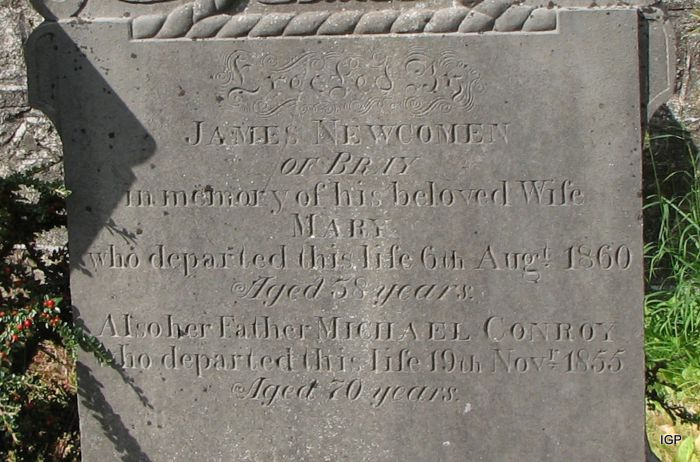 Erected By
JAMES NEWCOMEN
OF BRAY
in memory of his beloved Wife
MARY
who departed this life 6th Augt. 1860
Aged 38 years.
Also her Father MICHAEL CONROY
who departed this life 19th Novr. 1855
Aged 70 years.
IGP